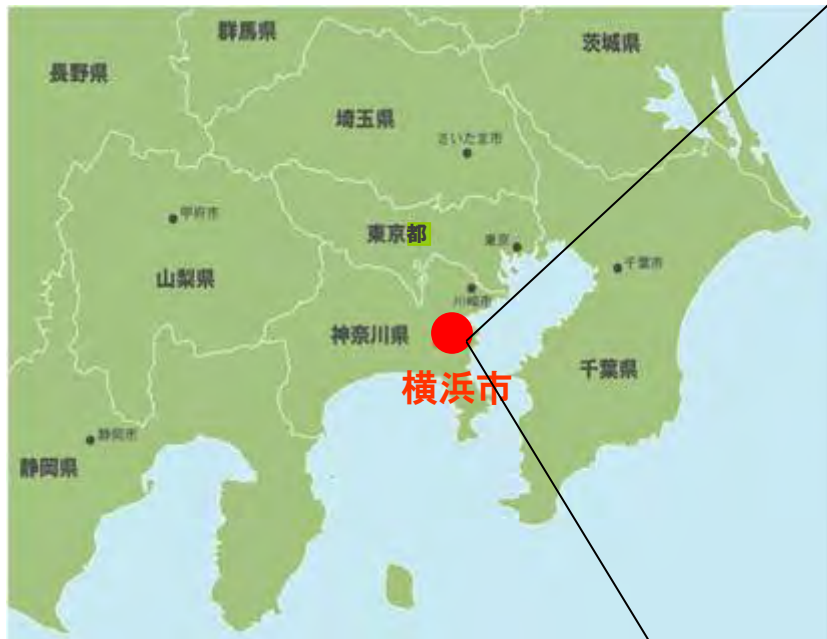 群馬県
茨城県
長野県
埼玉県
さいたま市
甲府市
東京都
東京
千葉県
千葉市
山梨県
川崎市
神奈川県
横浜市
静岡市
静岡県